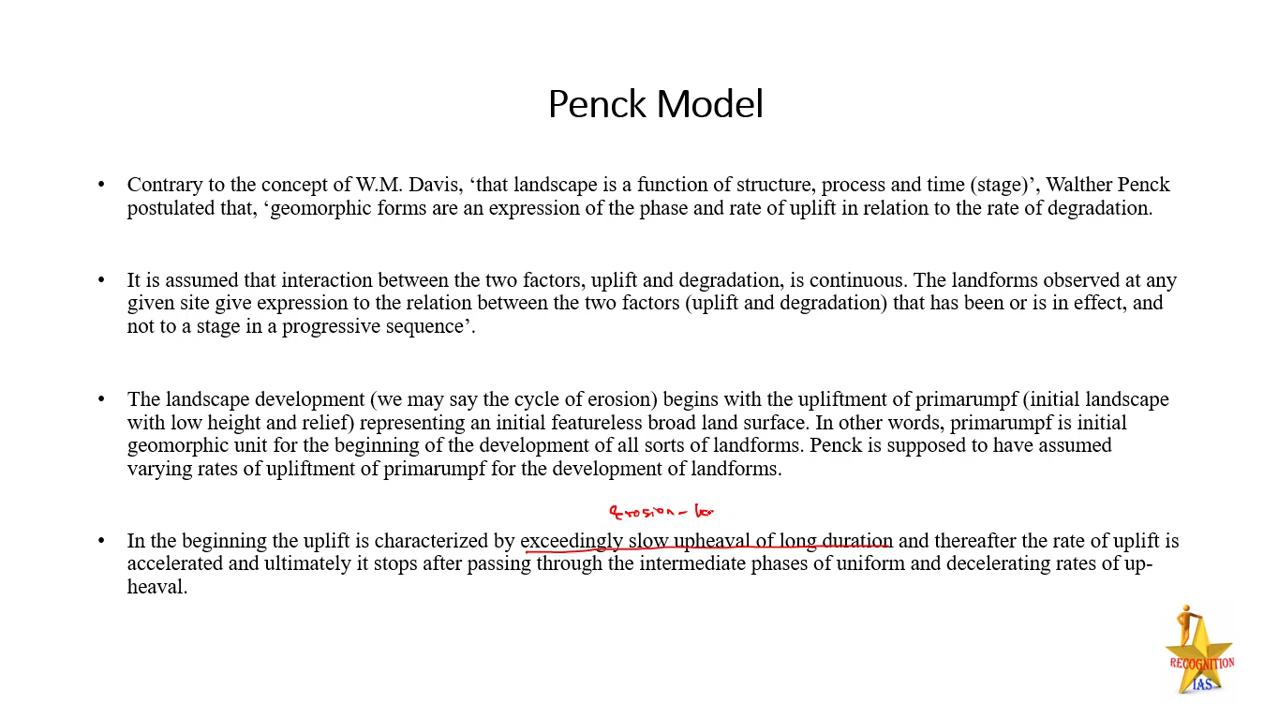 Penck Model
• Contrary to the concept of W.M. Davis, ‘that landscape is a function of structure, process and time (stage)’, Walther Penck
postulated that, ‘geomorphic forms are an expression of the phase and rate of uplift in relation to the rate of degradation.
• It is assumed that interaction between the two factors, uplift and degradation, is continuous. The landforms observed at any
given site give expression to the relation between the two factors (uplift and degradation) that has been or is in effect, and
not to a stage in a progressive sequence’.
• The landscape development (we may say the cycle of erosion) begins with the upliftment of primarumpf (initial landscape
with low height and relief) representing an initial featureless broad land surface. In other words, primarumpf is initial
geomorphic unit for the beginning of the development of all sorts of landforms. Penck is supposed to have assumed
varying rates of upliftment of primarumpf for the development of landforms.
erosion -
• In the beginning the uplift is characterized by exceedingly slow upheaval of long duration and thereafter the rate of uplift is
accelerated and ultimately it stops after passing through the intermediate phases of uniform and decelerating rates of up-
heaval.
RECOGNITION
IAS